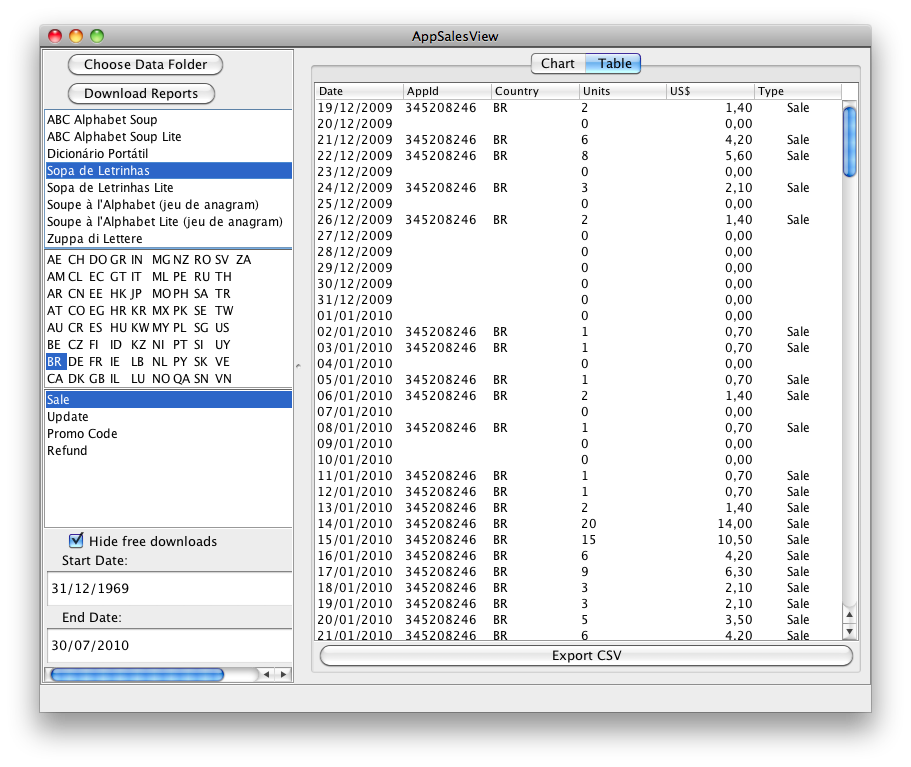 AppSalesView
Choose Data Folder
Download Reports
ABC Alphabet Soup
ABC Alphabet Soup Lite
Dicionário Portátil
Sopa de Letrinhas
Sopa de Letrinhas Lite
Soupe à l'Alphabet (jeu de anagram)
Soupe à l'Alphabet Lite (jeu de anagram)
Zuppa di Lettere
AE CH DO GR IN MG NZ RO SV ZA
AM CL EC GT IT ML PE RU TH
AR CN EE HK JP MO PH SA TR
AT CO EG HR KR MX PK SE TW
AU CR ES HU KW MY PL SG US
BE CZ FI ID KZ NI PT SI UY
BR DE FR IE LB NL PY SK VE
CA DK GB IL LU NO QA SN VN
Sale
Update
Promo Code
Refund
Hide free downloads
Start Date:
31/12/1969
End Date:
30/07/2010
Chart Table
Date AppId Country Units US$ Type
19/12/2009 345208246 BR 2 1,40 Sale
20/12/2009 0 0,00
21/12/2009 345208246 BR 6 4,20 Sale
22/12/2009 345208246 BR 8 5,60 Sale
23/12/2009 0 0,00
24/12/2009 345208246 BR 3 2,10 Sale
25/12/2009 0 0,00
26/12/2009 345208246 BR 2 1,40 Sale
27/12/2009 0 0,00
28/12/2009 0 0,00
29/12/2009 0 0,00
30/12/2009 0 0,00
31/12/2009 0 0,00
01/01/2010 0 0,00
02/01/2010 345208246 BR 1 0,70 Sale
03/01/2010 345208246 BR 1 0,70 Sale
04/01/2010 0 0,00
05/01/2010 345208246 BR 1 0,70 Sale
06/01/2010 345208246 BR 2 1,40 Sale
07/01/2010 0 0,00
08/01/2010 345208246 BR 1 0,70 Sale
09/01/2010 0 0,00
10/01/2010 0 0,00
11/01/2010 345208246 BR 1 0,70 Sale
12/01/2010 345208246 BR 1 0,70 Sale
13/01/2010 345208246 BR 2 1,40 Sale
14/01/2010 345208246 BR 20 14,00 Sale
15/01/2010 345208246 BR 15 10,50 Sale
16/01/2010 345208246 BR 6 4,20 Sale
17/01/2010 345208246 BR 9 6,30 Sale
18/01/2010 345208246 BR 3 2,10 Sale
19/01/2010 345208246 BR 3 2,10 Sale
20/01/2010 345208246 BR 5 3,50 Sale
21/01/2010 345208246 BR 6 4,20 Sale
Export CSV